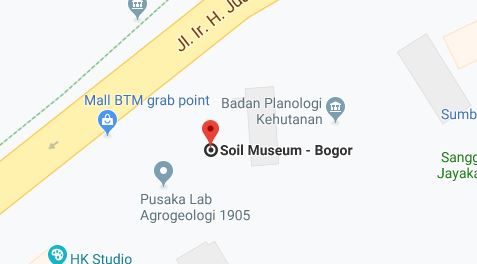 Jl. Ir. H. Jua
Mall BTM grab point
Badan Planologi
Kehutanan
Sumb
Soil Museum - Bogor
Sangg
Jayaka
Pusaka Lab
Agrogeologi 1905
HK Studio